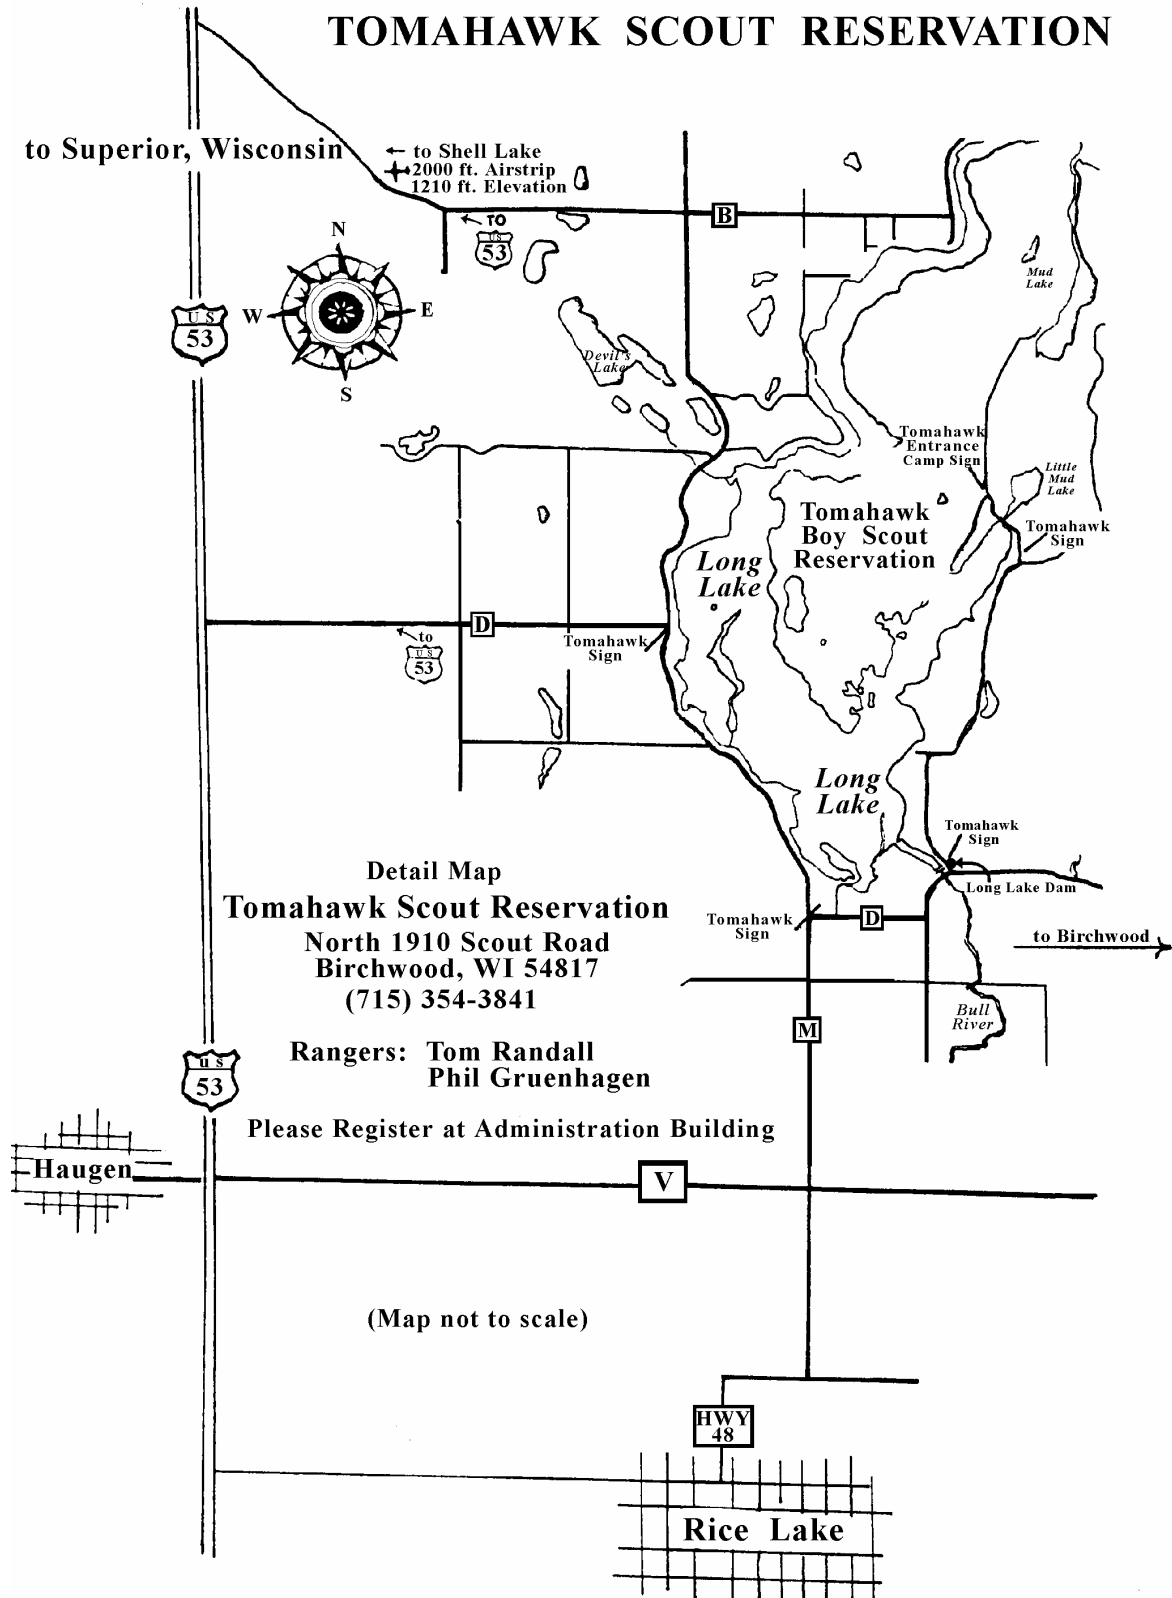 TOMAHAWK SCOUT RESERVATION
to Superior, Wisconsin
to Shell Lake
2000 ft. Airstrip
1210 ft. Elevation
B
TO
US
53
N
W
E
S
US
53
Mud
Lake
Devil's
Lake
Tomahawk
Entrance
Camp Sign
Little
Mud
Lake
Tomahawk
Boy Scout
Reservation
Tomahawk
Sign
Long
Lake
D
to
US
53
Tomahawk
Sign
Long
Lake
Tomahawk
Sign
Long Lake Dam
Detail Map
Tomahawk Scout Reservation
North 1910 Scout Road
Birchwood, WI 54817
(715) 354-3841
Tomahawk
Sign
D
to Birchwood
Bull
River
M
Rangers: Tom Randall
Phil Gruenhagen
us
53
Please Register at Administration Building
Haugen
V
(Map not to scale)
HWY
48
Rice Lake